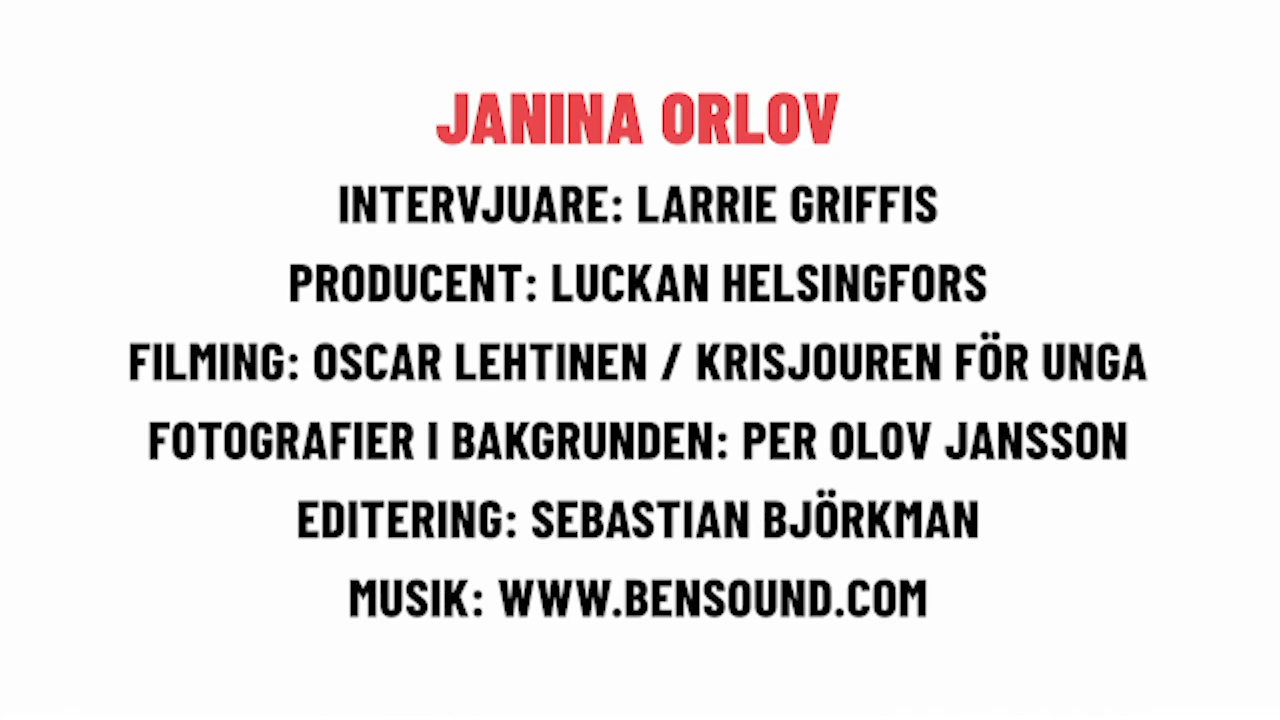 JANINA ORLOV
INTERVJUARE: LARRIE GRIFFIS
PRODUCENT: LUCKAN HELSINGFORS
FILMING: OSCAR LEHTINEN / KRISJOUREN FÖR UNGA
FOTOGRAFIER I BAKGRUNDEN: PER OLOV JANSSON
EDITERING: SEBASTIAN BJÖRKMAN
MUSIK: WWW.BENSOUND.COM